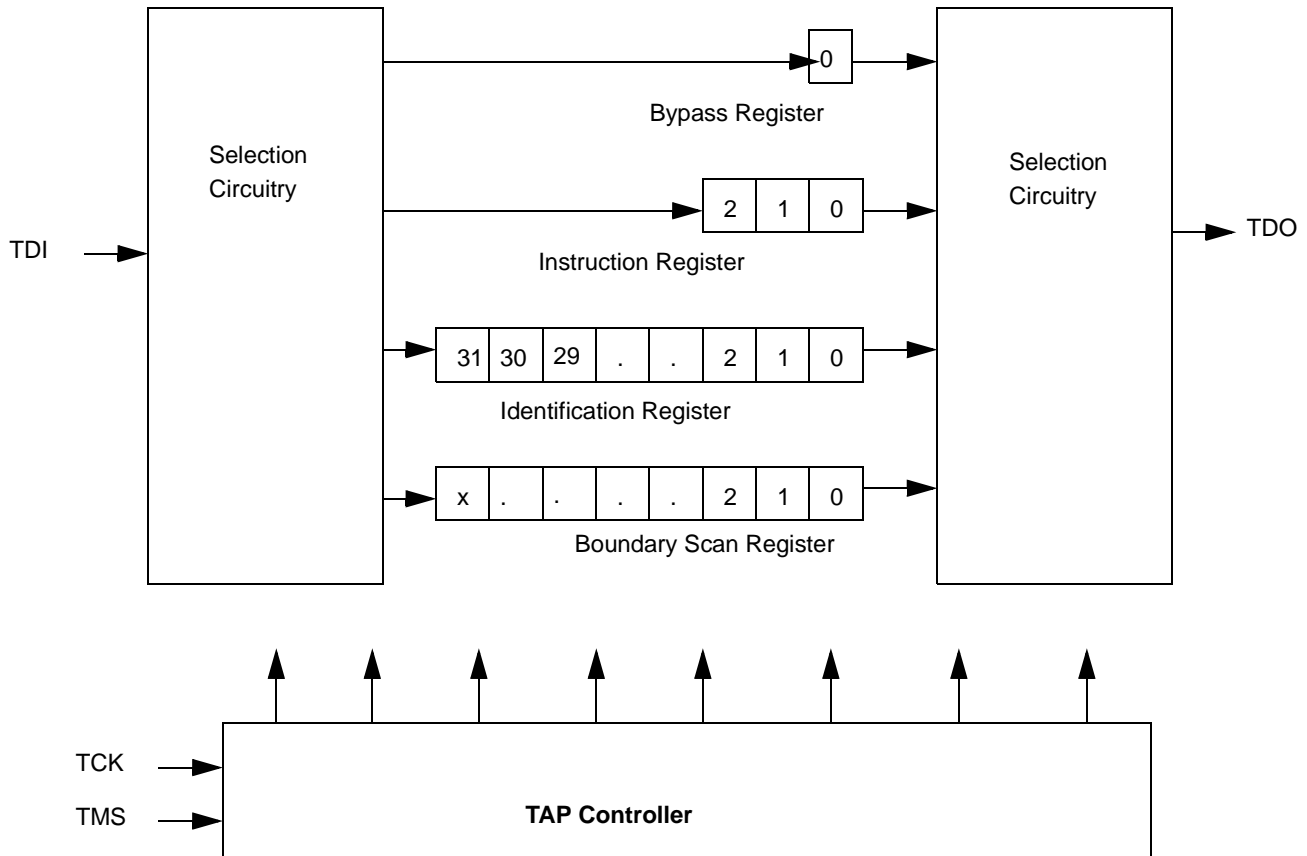 0
Bypass Register
Selection
Circuitry
Selection
Circuitry
2 1 0
Instruction Register
TDI
TDO
31 30 29 . . 2 1 0
Identification Register
x . . . . 2 1 0
Boundary Scan Register
TCK
TMS
TAP Controller